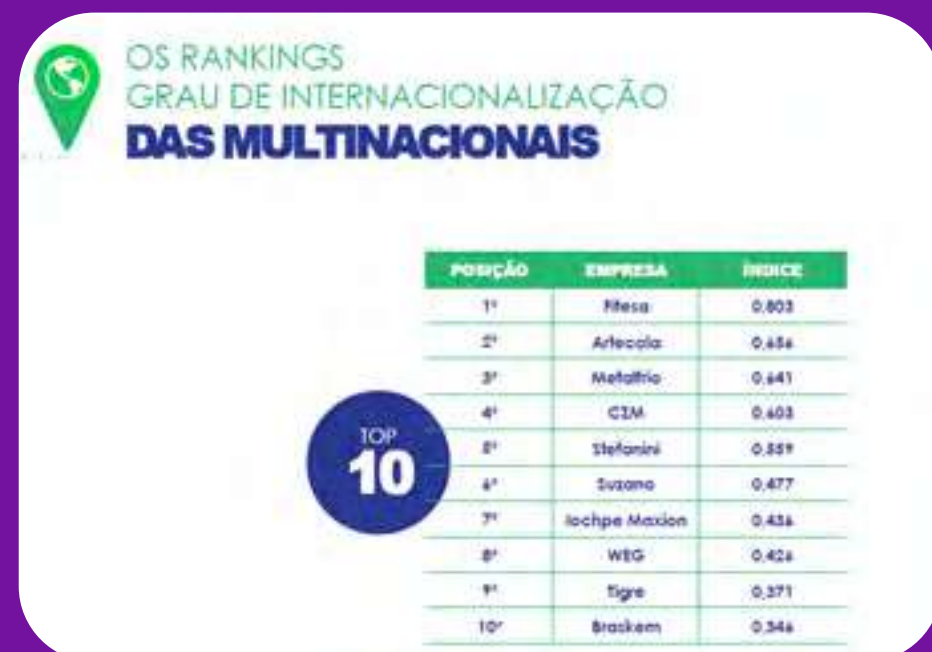 OS RANKINGS
GRAU DE INTERNACIONALIZAÇÃO
DAS MULTINACIONAIS
TOP
10
POSIÇÃO EMPRESA ÍNDICE
1º Fitesa 0,803
2º Artecola 0,656
3º Metalfrio 0,641
4º CZM 0,603
5º Stefanini 0,559
6º Suzano 0,477
7º Iochpe Maxion 0,436
8º WEG 0,426
9º Tigre 0,371
10º Braskem 0,346